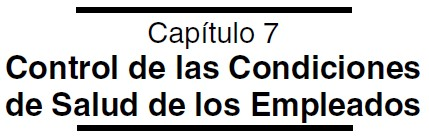 Capítulo 7
Control de las Condiciones
de Salud de los Empleados